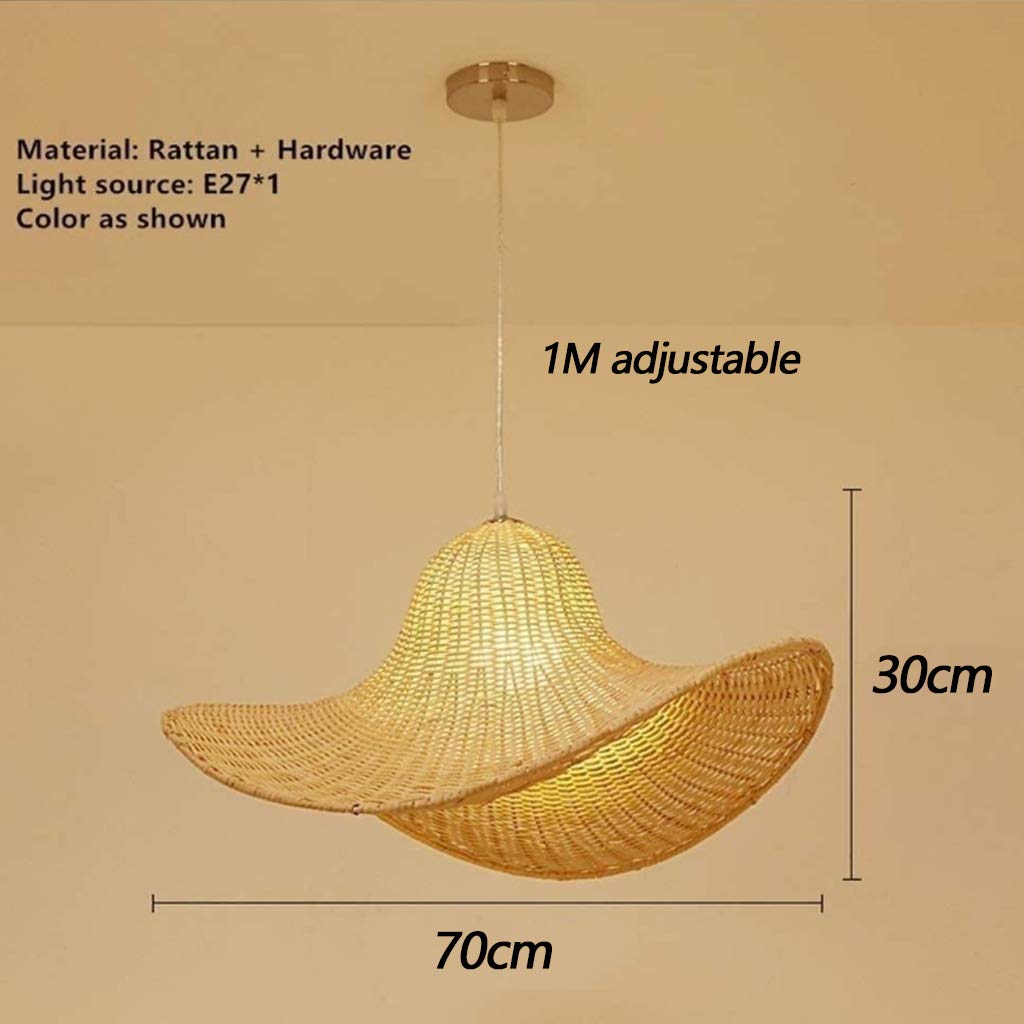 Material: Rattan + Hardware
Light source: E27*1
Color as shown
1M adjustable
30cm
70cm